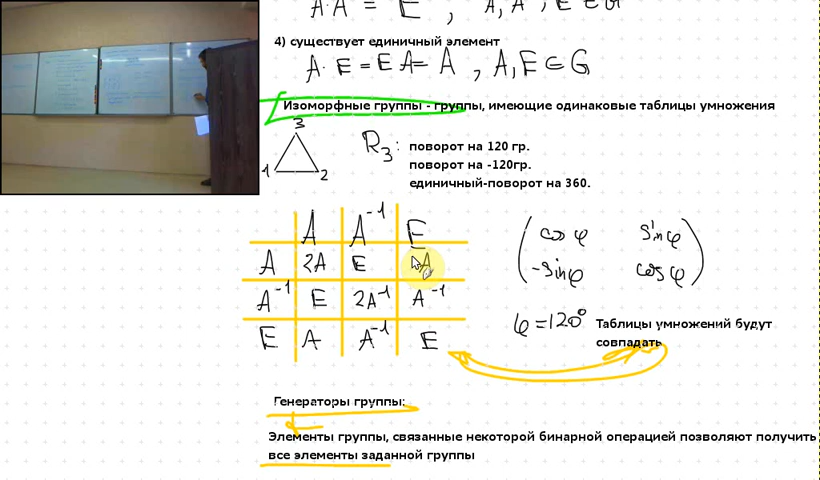 A·A = E , A, A , E ∈ G
4) существует единичный элемент
A·E = EA = A , A, E ∈ G
Изоморфные группы - группы, имеющие одинаковые таблицы умножения
3
1 2
R₃:
поворот на 120 гр.
поворот на -120гр.
единичный-поворот на 360.
A A⁻¹ E
A 2A E A
A⁻¹ E 2A⁻¹ A⁻¹
E A A⁻¹ E
cos φ sin φ
-sin φ cos φ
φ = 120°
Таблицы умножений будут
совпадать
Генераторы группы:
Элементы группы, связанные некоторой бинарной операцией позволяют получить
все элементы заданной группы